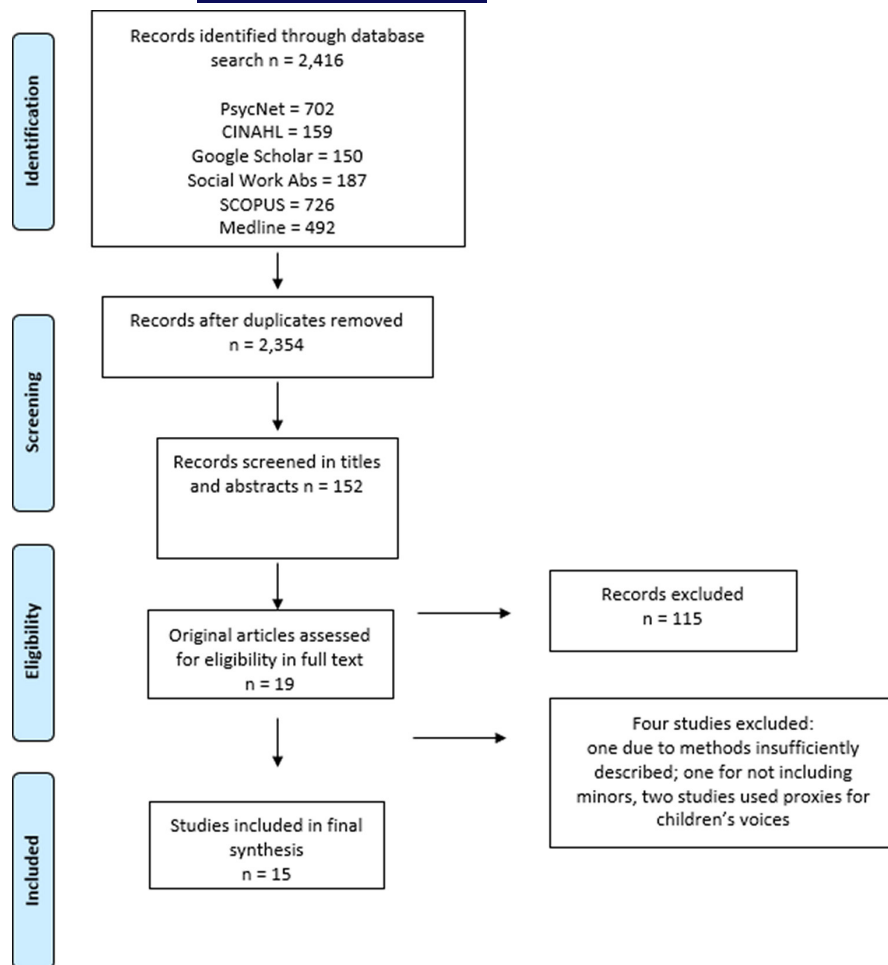 Identification
Records identified through database
search n = 2,416
PsycNet = 702
CINAHL = 159
Google Scholar = 150
Social Work Abs = 187
SCOPUS = 726
Medline = 492
Screening
Records after duplicates removed
n = 2,354
Records screened in titles
and abstracts n = 152
Eligibility
Original articles assessed
for eligibility in full text
n = 19
Records excluded
n = 115
Four studies excluded:
one due to methods insufficiently
described; one for not including
minors, two studies used proxies for
children's voices
Included
Studies included in final
synthesis
n = 15